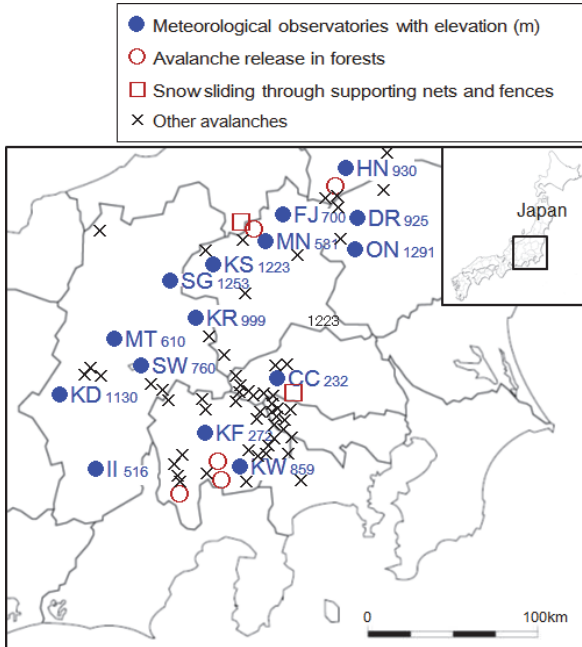 Meteorological observatories with elevation (m)
Avalanche release in forests
Snow sliding through supporting nets and fences
Other avalanches
HN 930
Japan
FJ 700
DR 925
MN 581
ON 1291
KS 1223
SG 1253
KR 999
1223
MT 610
SW 760
CC 232
KD 1130
KF 272
II 516
KW 859
0 100km